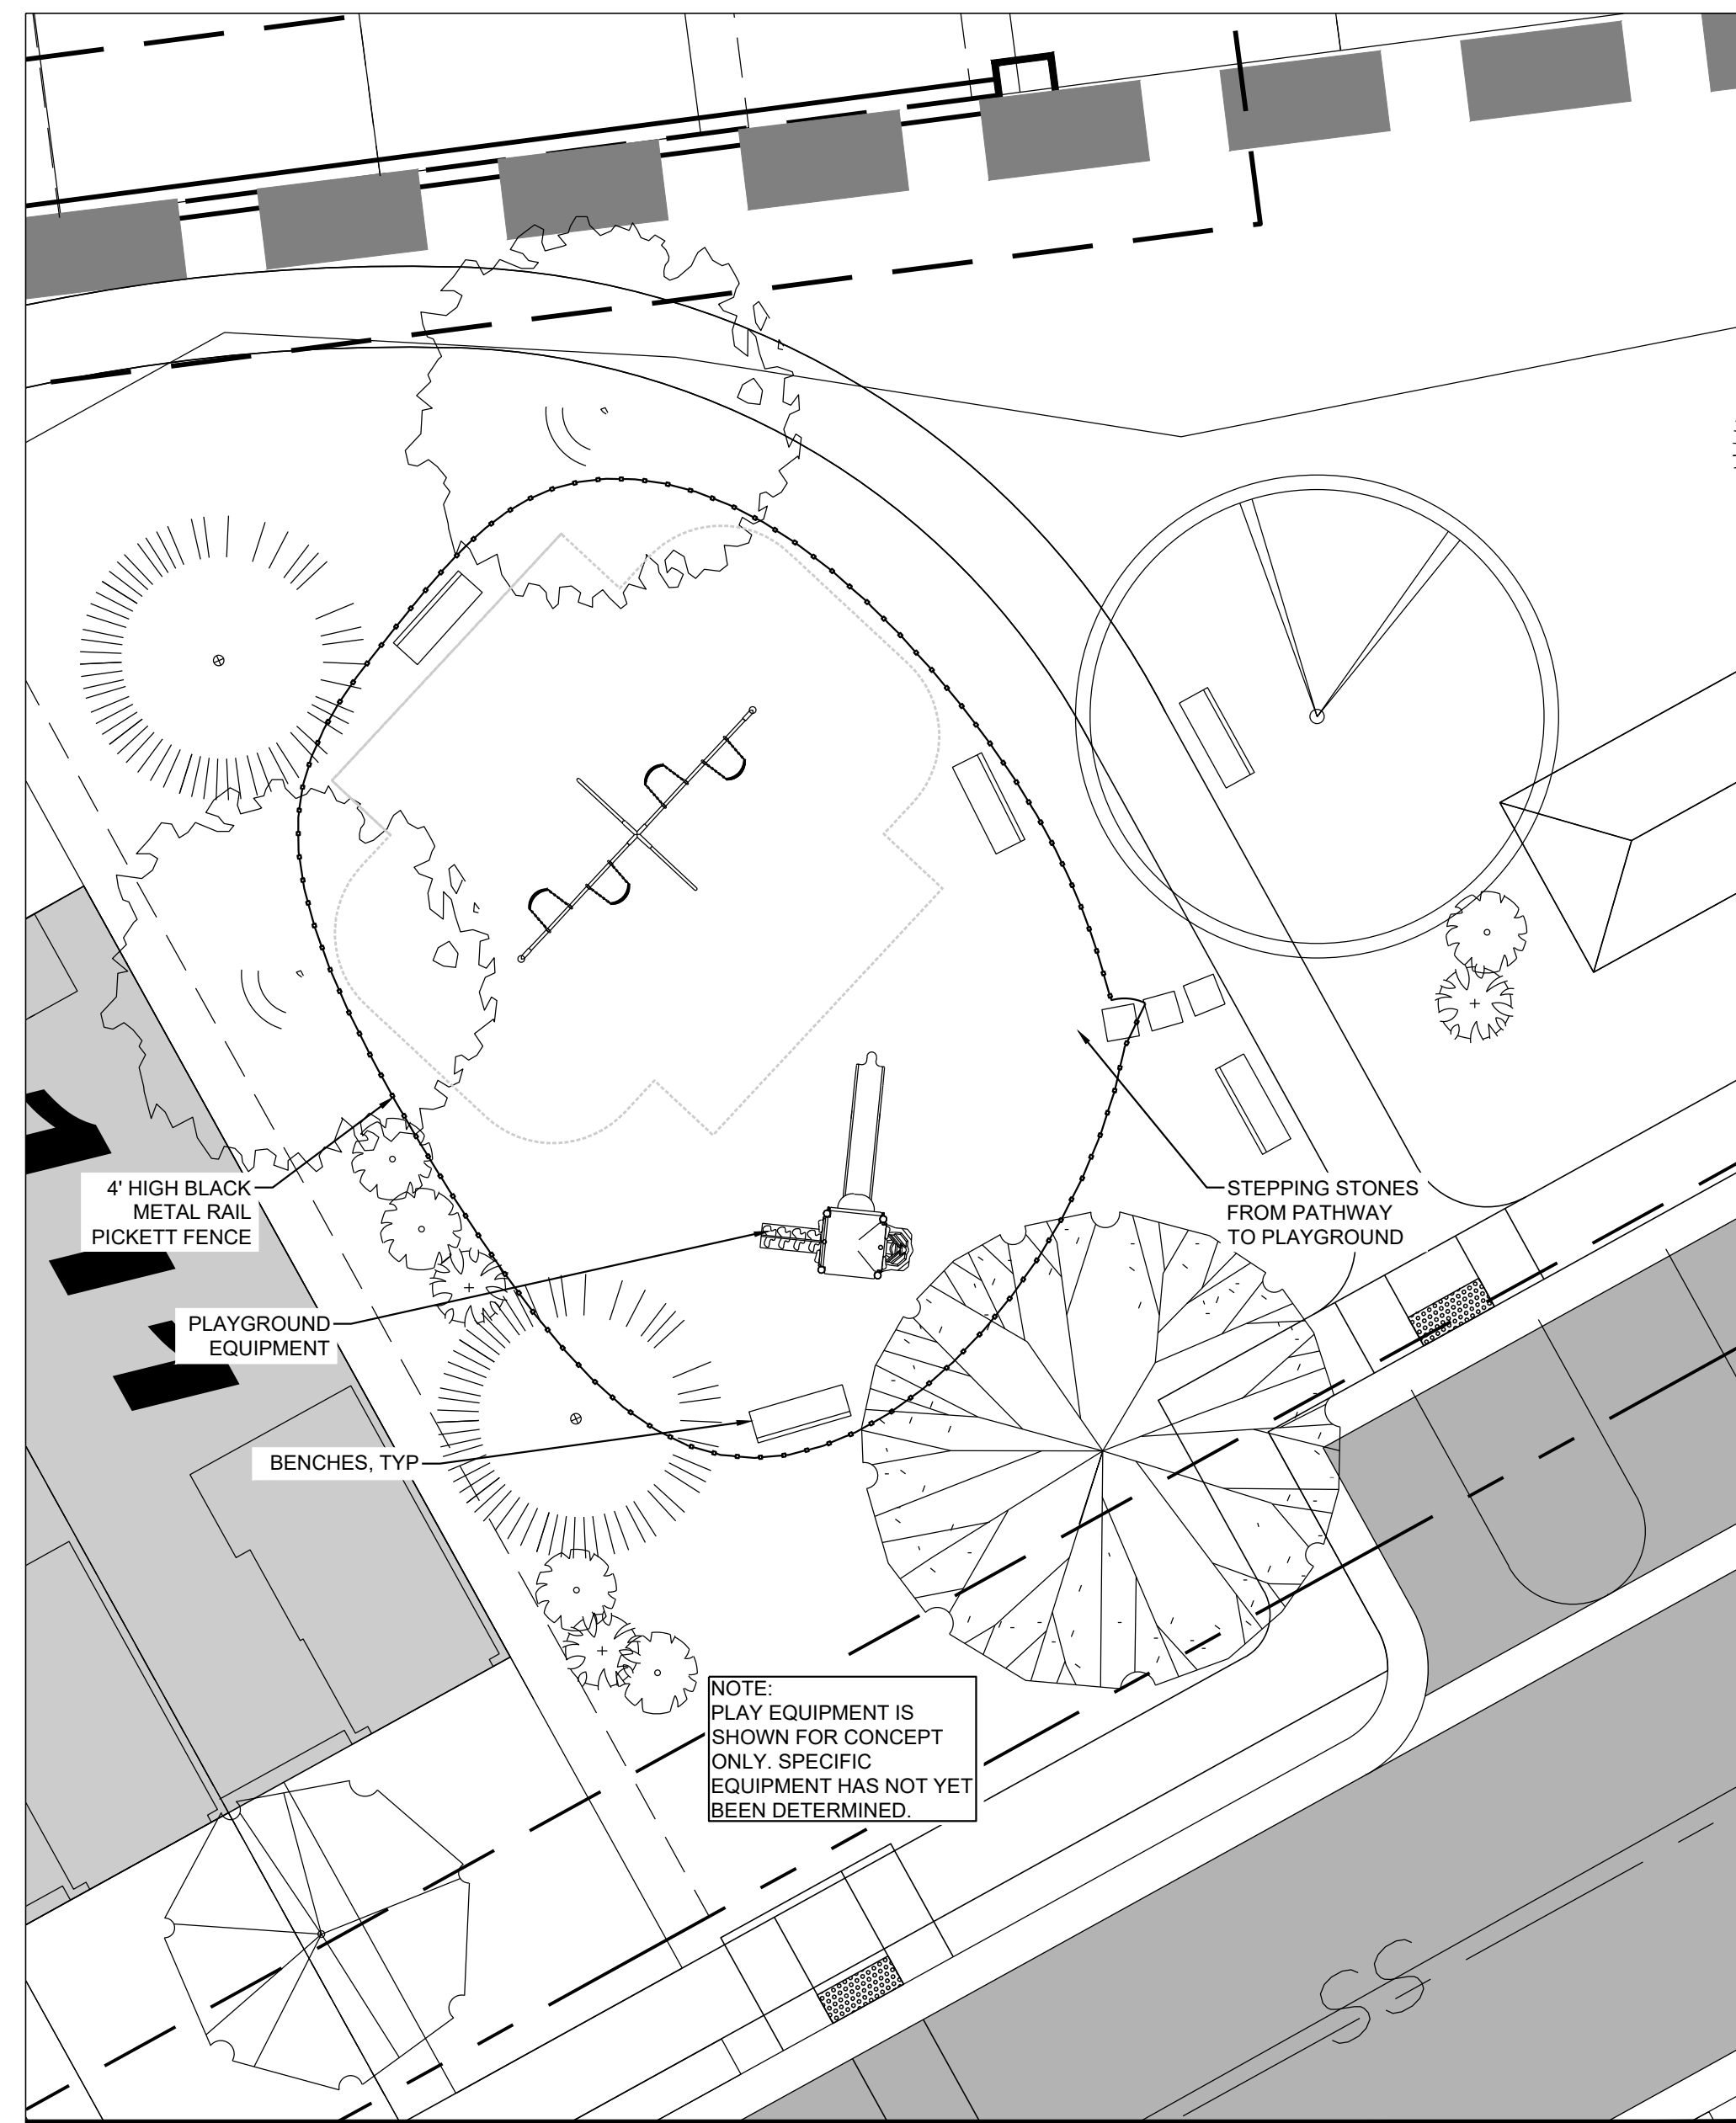 4' HIGH BLACK
METAL RAIL
PICKETT FENCE
PLAYGROUND
EQUIPMENT
BENCHES, TYP
STEPPING STONES
FROM PATHWAY
TO PLAYGROUND
NOTE:
PLAY EQUIPMENT IS
SHOWN FOR CONCEPT
ONLY. SPECIFIC
EQUIPMENT HAS NOT YET
BEEN DETERMINED.
SS